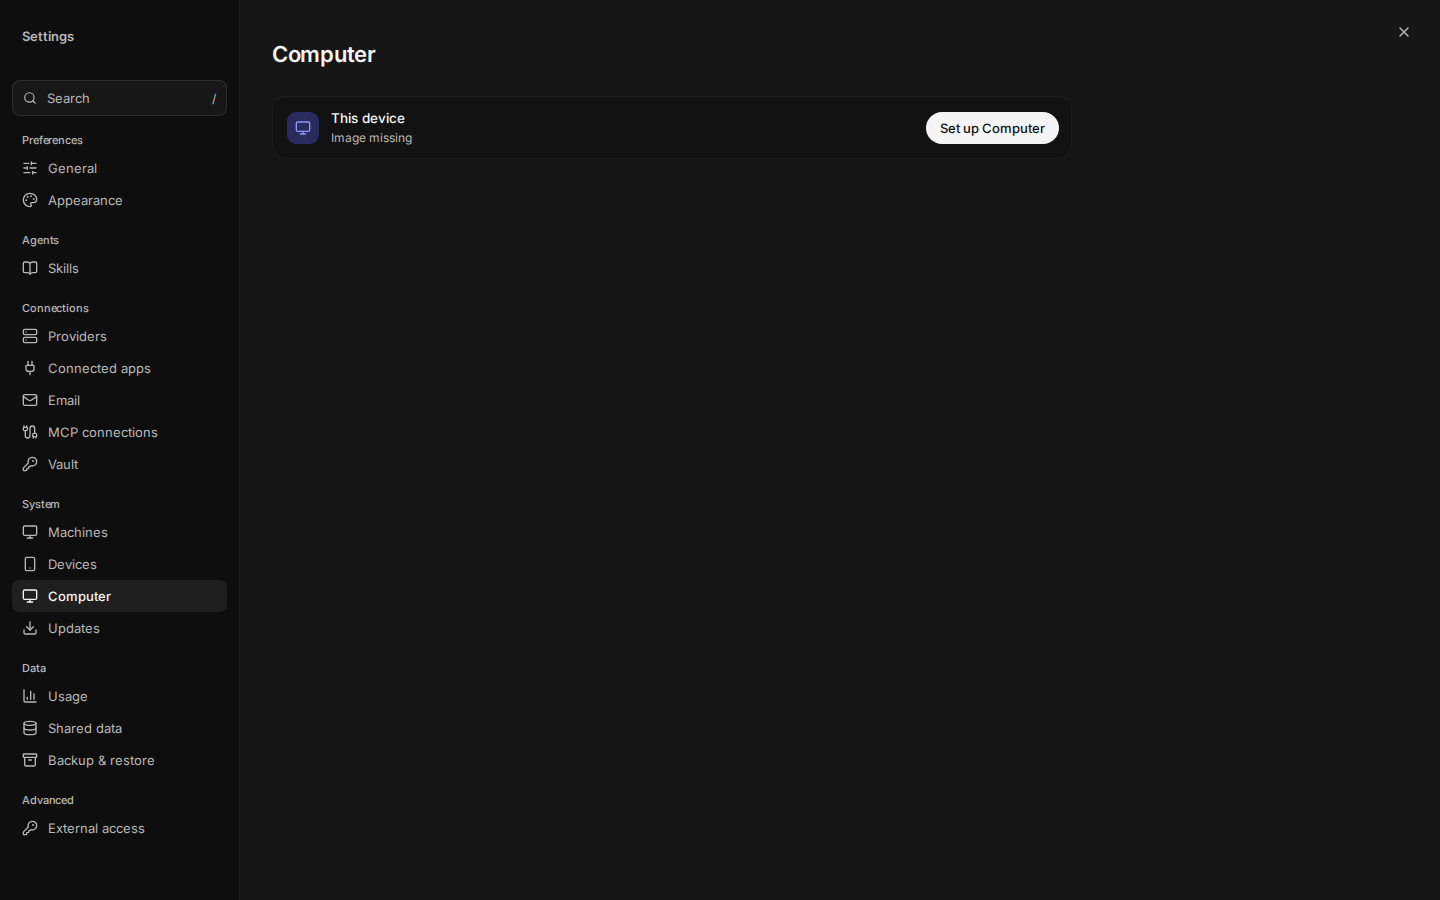 Settings
Search /
Preferences
General
Appearance
Agents
Skills
Connections
Providers
Connected apps
Email
MCP connections
Vault
System
Machines
Devices
Computer
Updates
Data
Usage
Shared data
Backup & restore
Advanced
External access
Computer
This device
Image missing
Set up Computer